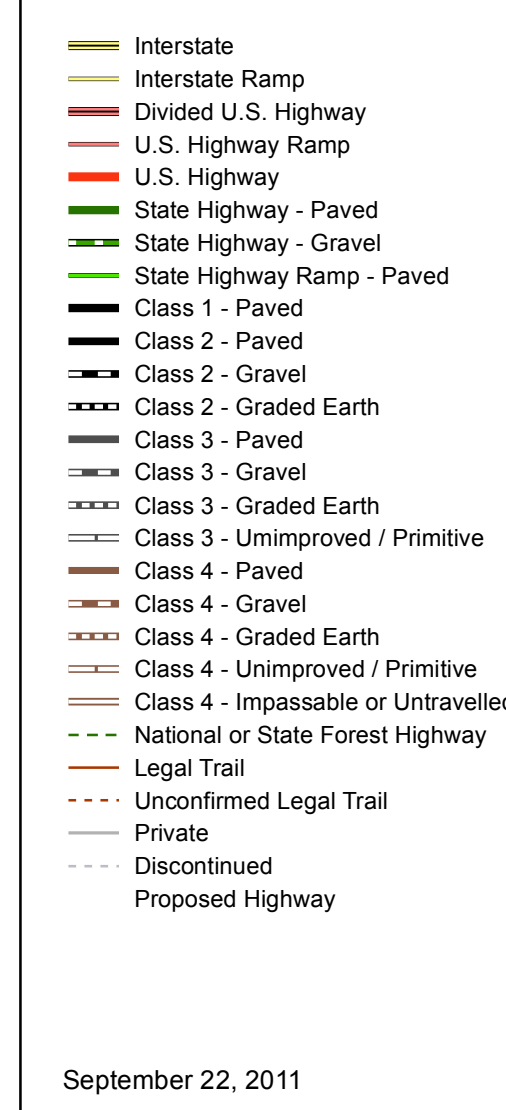 Interstate
Interstate Ramp
Divided U.S. Highway
U.S. Highway Ramp
U.S. Highway
State Highway - Paved
State Highway - Gravel
State Highway Ramp - Paved
Class 1 - Paved
Class 2 - Paved
Class 2 - Gravel
Class 2 - Graded Earth
Class 3 - Paved
Class 3 - Gravel
Class 3 - Graded Earth
Class 3 - Umimproved / Primitive
Class 4 - Paved
Class 4 - Gravel
Class 4 - Graded Earth
Class 4 - Unimproved / Primitive
Class 4 - Impassable or Untravelled
National or State Forest Highway
Legal Trail
Unconfirmed Legal Trail
Private
Discontinued
Proposed Highway
September 22, 2011